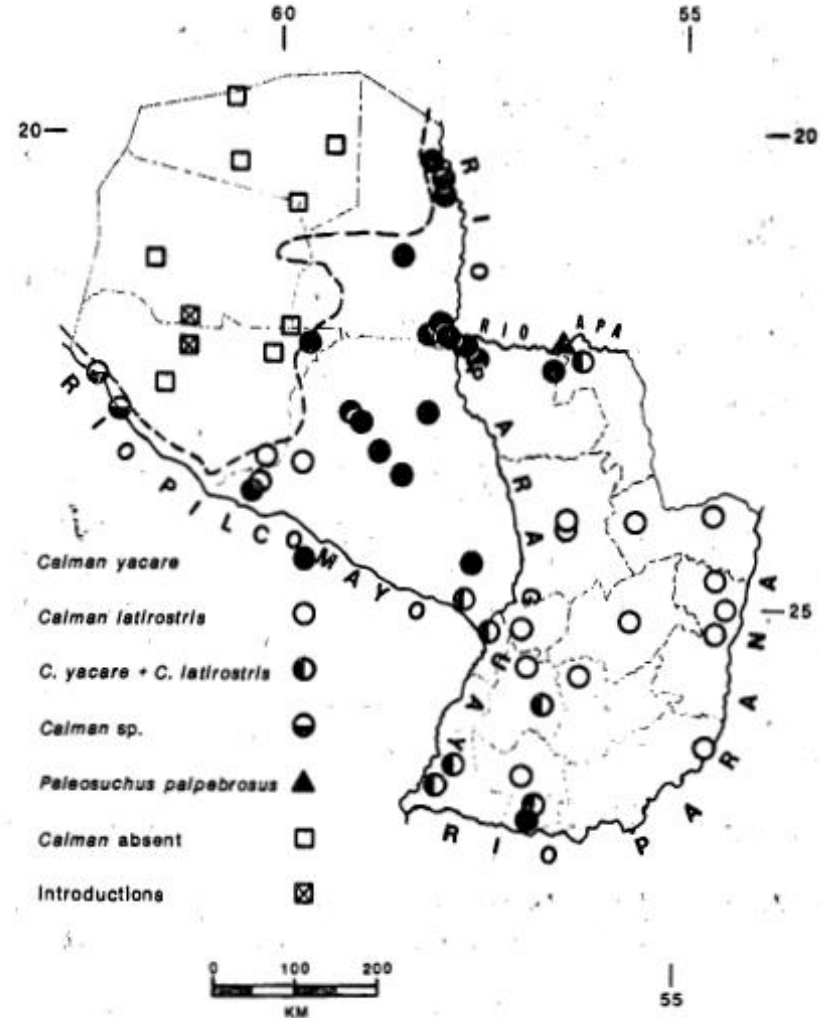 60 55
20 20
RIO PARAGUAY
RIO APA
RIO PILCOMAYO
25
RIO PARANA
Caiman yacare
Caiman latirostris
C. yacare + C. latirostris
Caiman sp.
Paleosuchus palpebrosus
Caiman absent
Introductions
0 100 200
KM
55